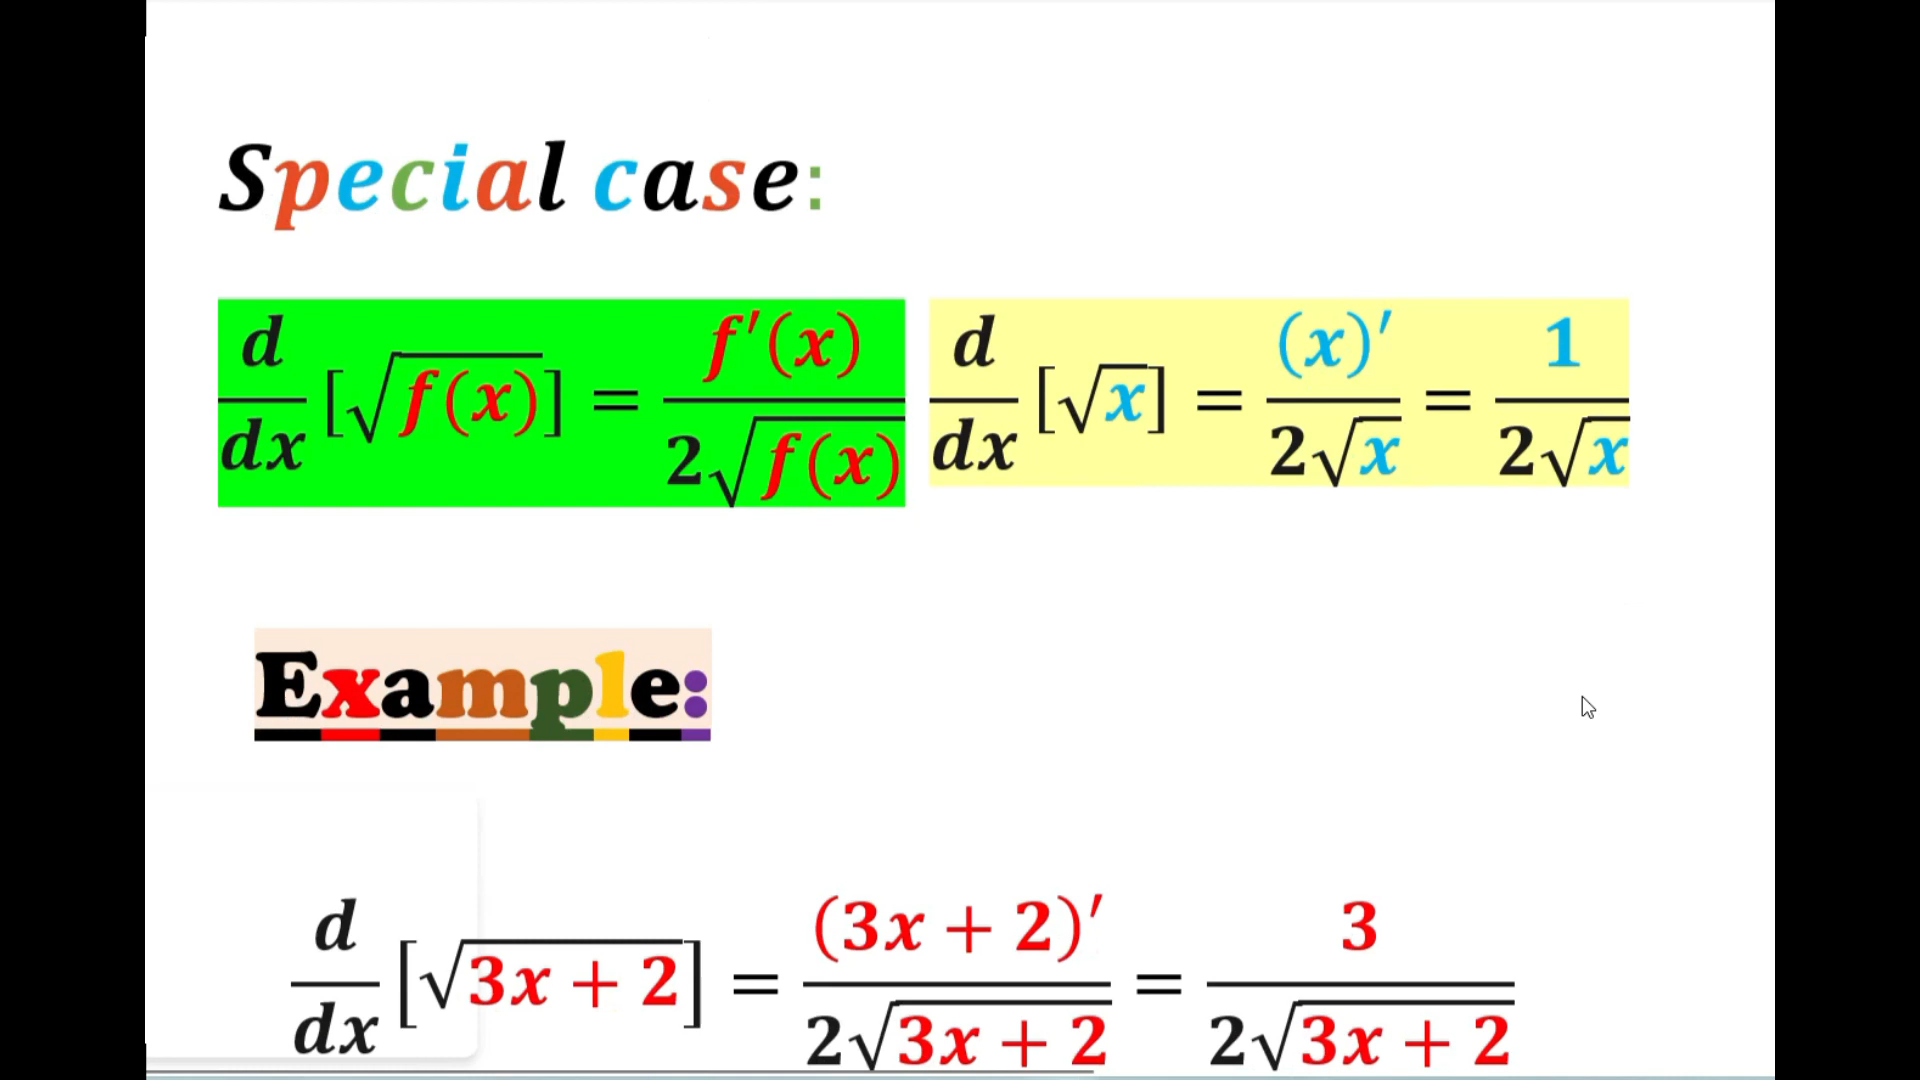 Special case:
d/dx [√f(x)] = f′(x)/2√f(x) d/dx [√x] = (x)′/2√x = 1/2√x
Example:
d/dx [√3x + 2] = (3x + 2)′/2√3x + 2 = 3/2√3x + 2